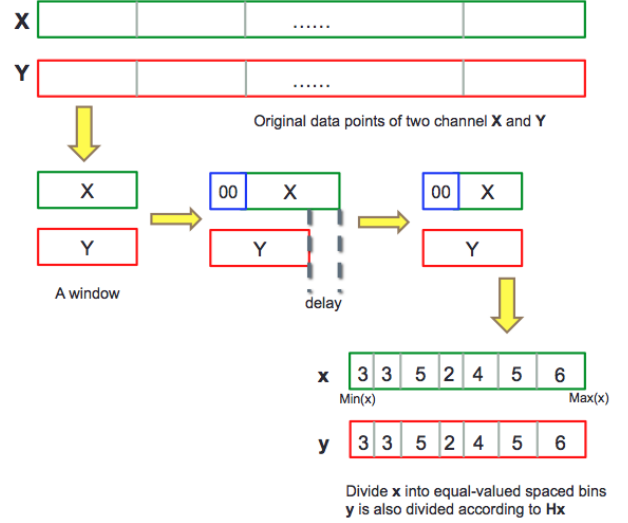 X ......
Y ......
Original data points of two channel X and Y
X 00 X 00 X
Y Y Y
A window
delay
x 3 3 5 2 4 5 6
Min(x) Max(x)
y 3 3 5 2 4 5 6
Divide x into equal-valued spaced bins
y is also divided according to Hx